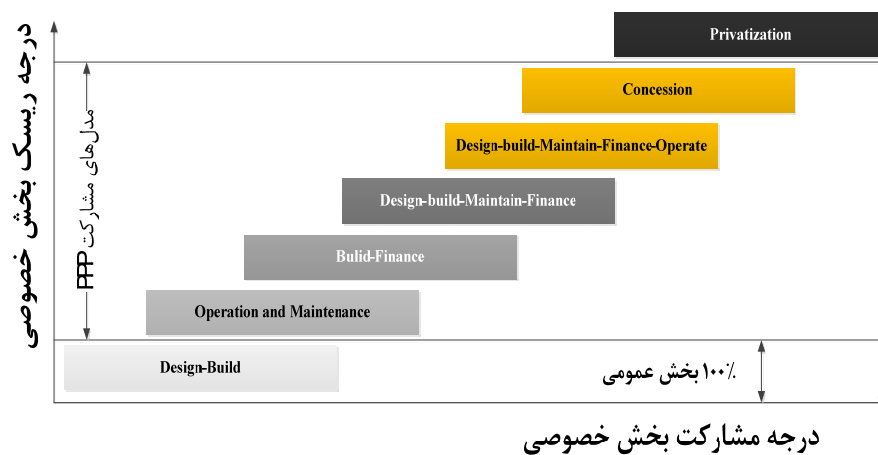 Privatization
Concession
Design-build-Maintain-Finance-Operate
Design-build-Maintain-Finance
Bulid-Finance
Operation and Maintenance
Design-Build
درجه ریسک بخش خصوصی
مدل‌های مشارکت PPP
۱۰۰٪ بخش عمومی
درجه مشارکت بخش خصوصی